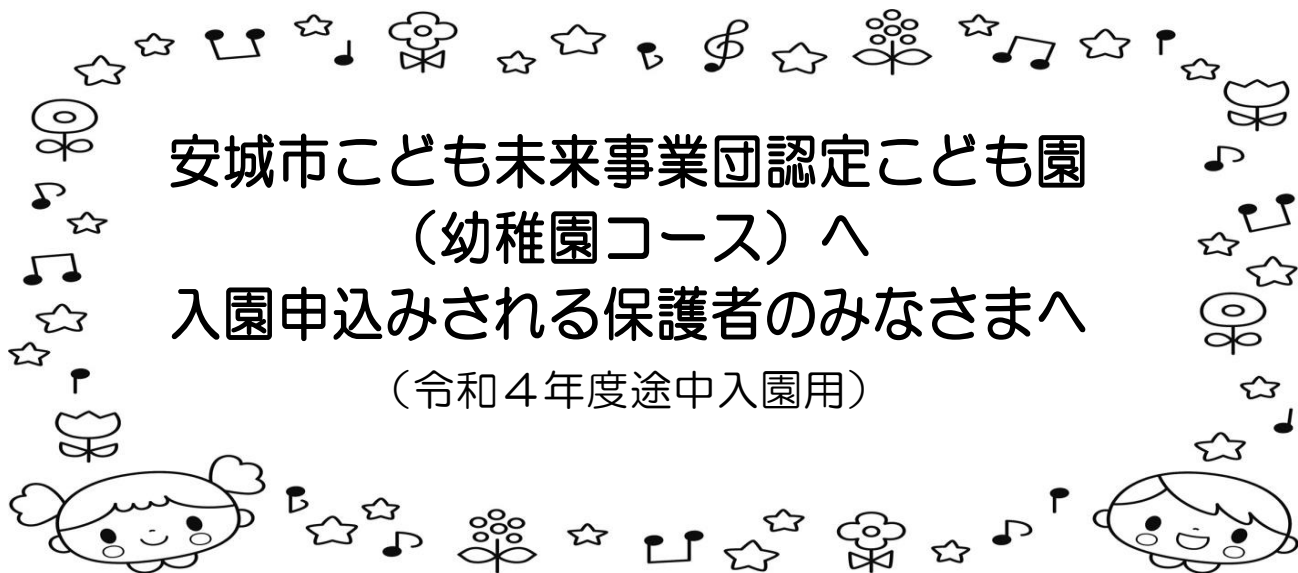 安城市こども未来事業団認定こども園
（幼稚園コース）へ
入園申込みされる保護者のみなさまへ
（令和４年度途中入園用）